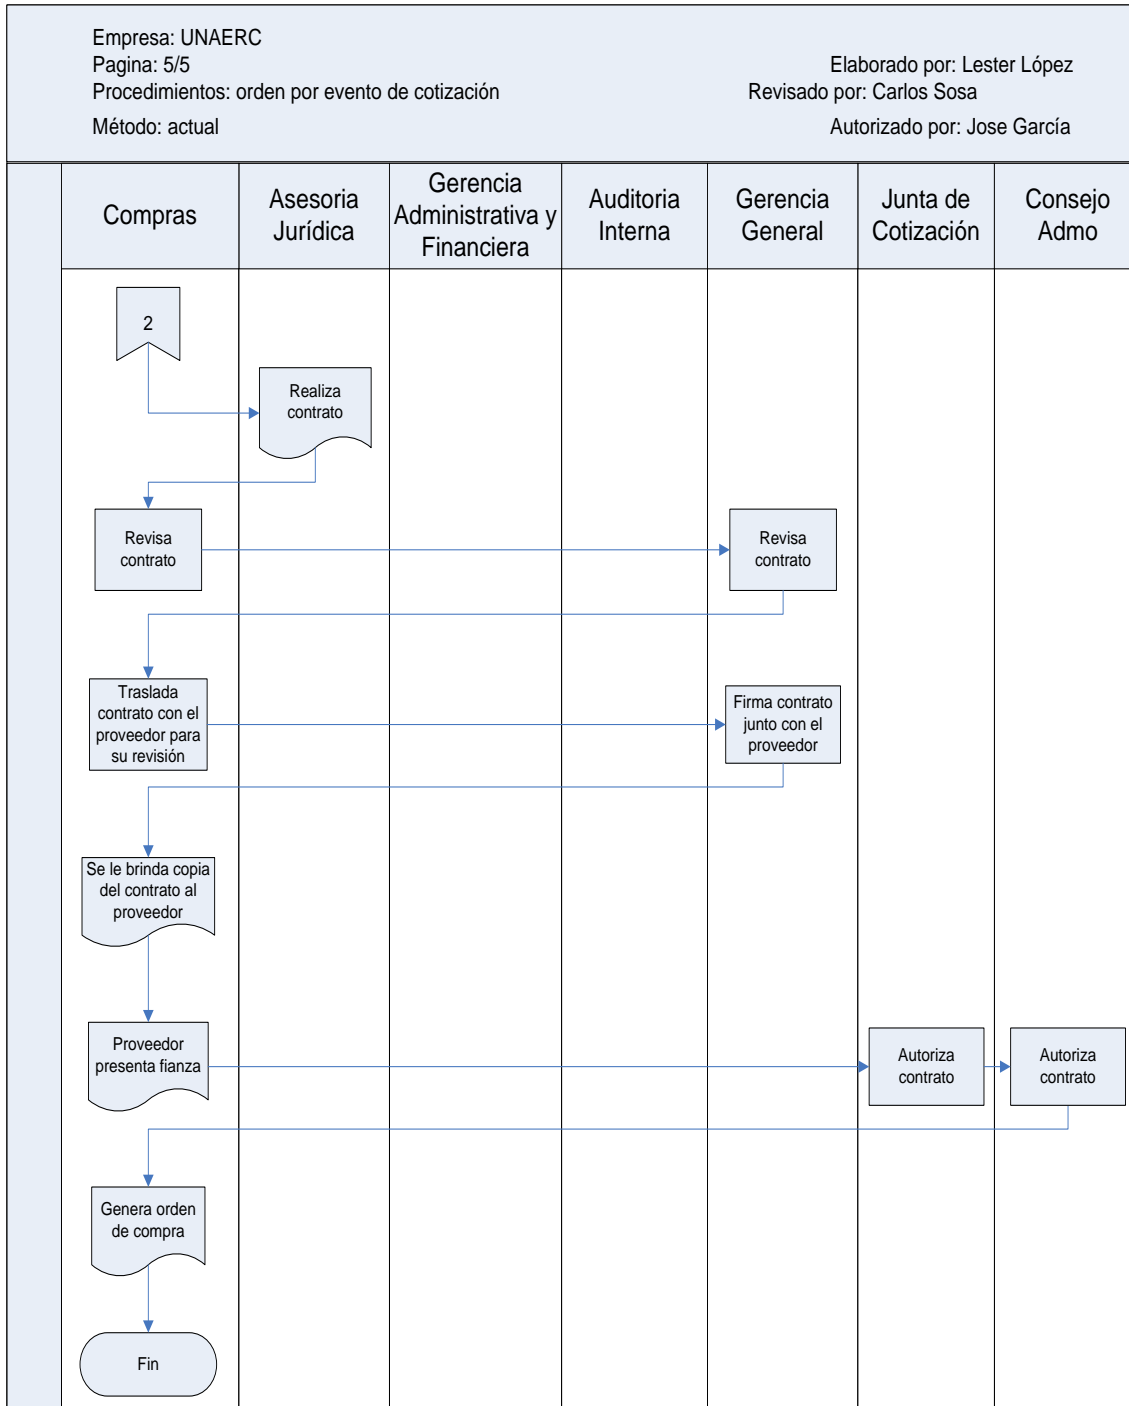 Empresa: UNAERC
Pagina: 5/5
Elaborado por: Lester López
Procedimientos: orden por evento de cotización
Revisado por: Carlos Sosa
Método: actual
Autorizado por: Jose García
Compras
Asesoria
Jurídica
Gerencia
Administrativa y
Financiera
Auditoria
Interna
Gerencia
General
Junta de
Cotización
Consejo
Admo
2
Realiza
contrato
Revisa
contrato
Revisa
contrato
Traslada
contrato con el
proveedor para
su revisión
Firma contrato
junto con el
proveedor
Se le brinda copia
del contrato al
proveedor
Proveedor
presenta fianza
Autoriza
contrato
Autoriza
contrato
Genera orden
de compra
Fin